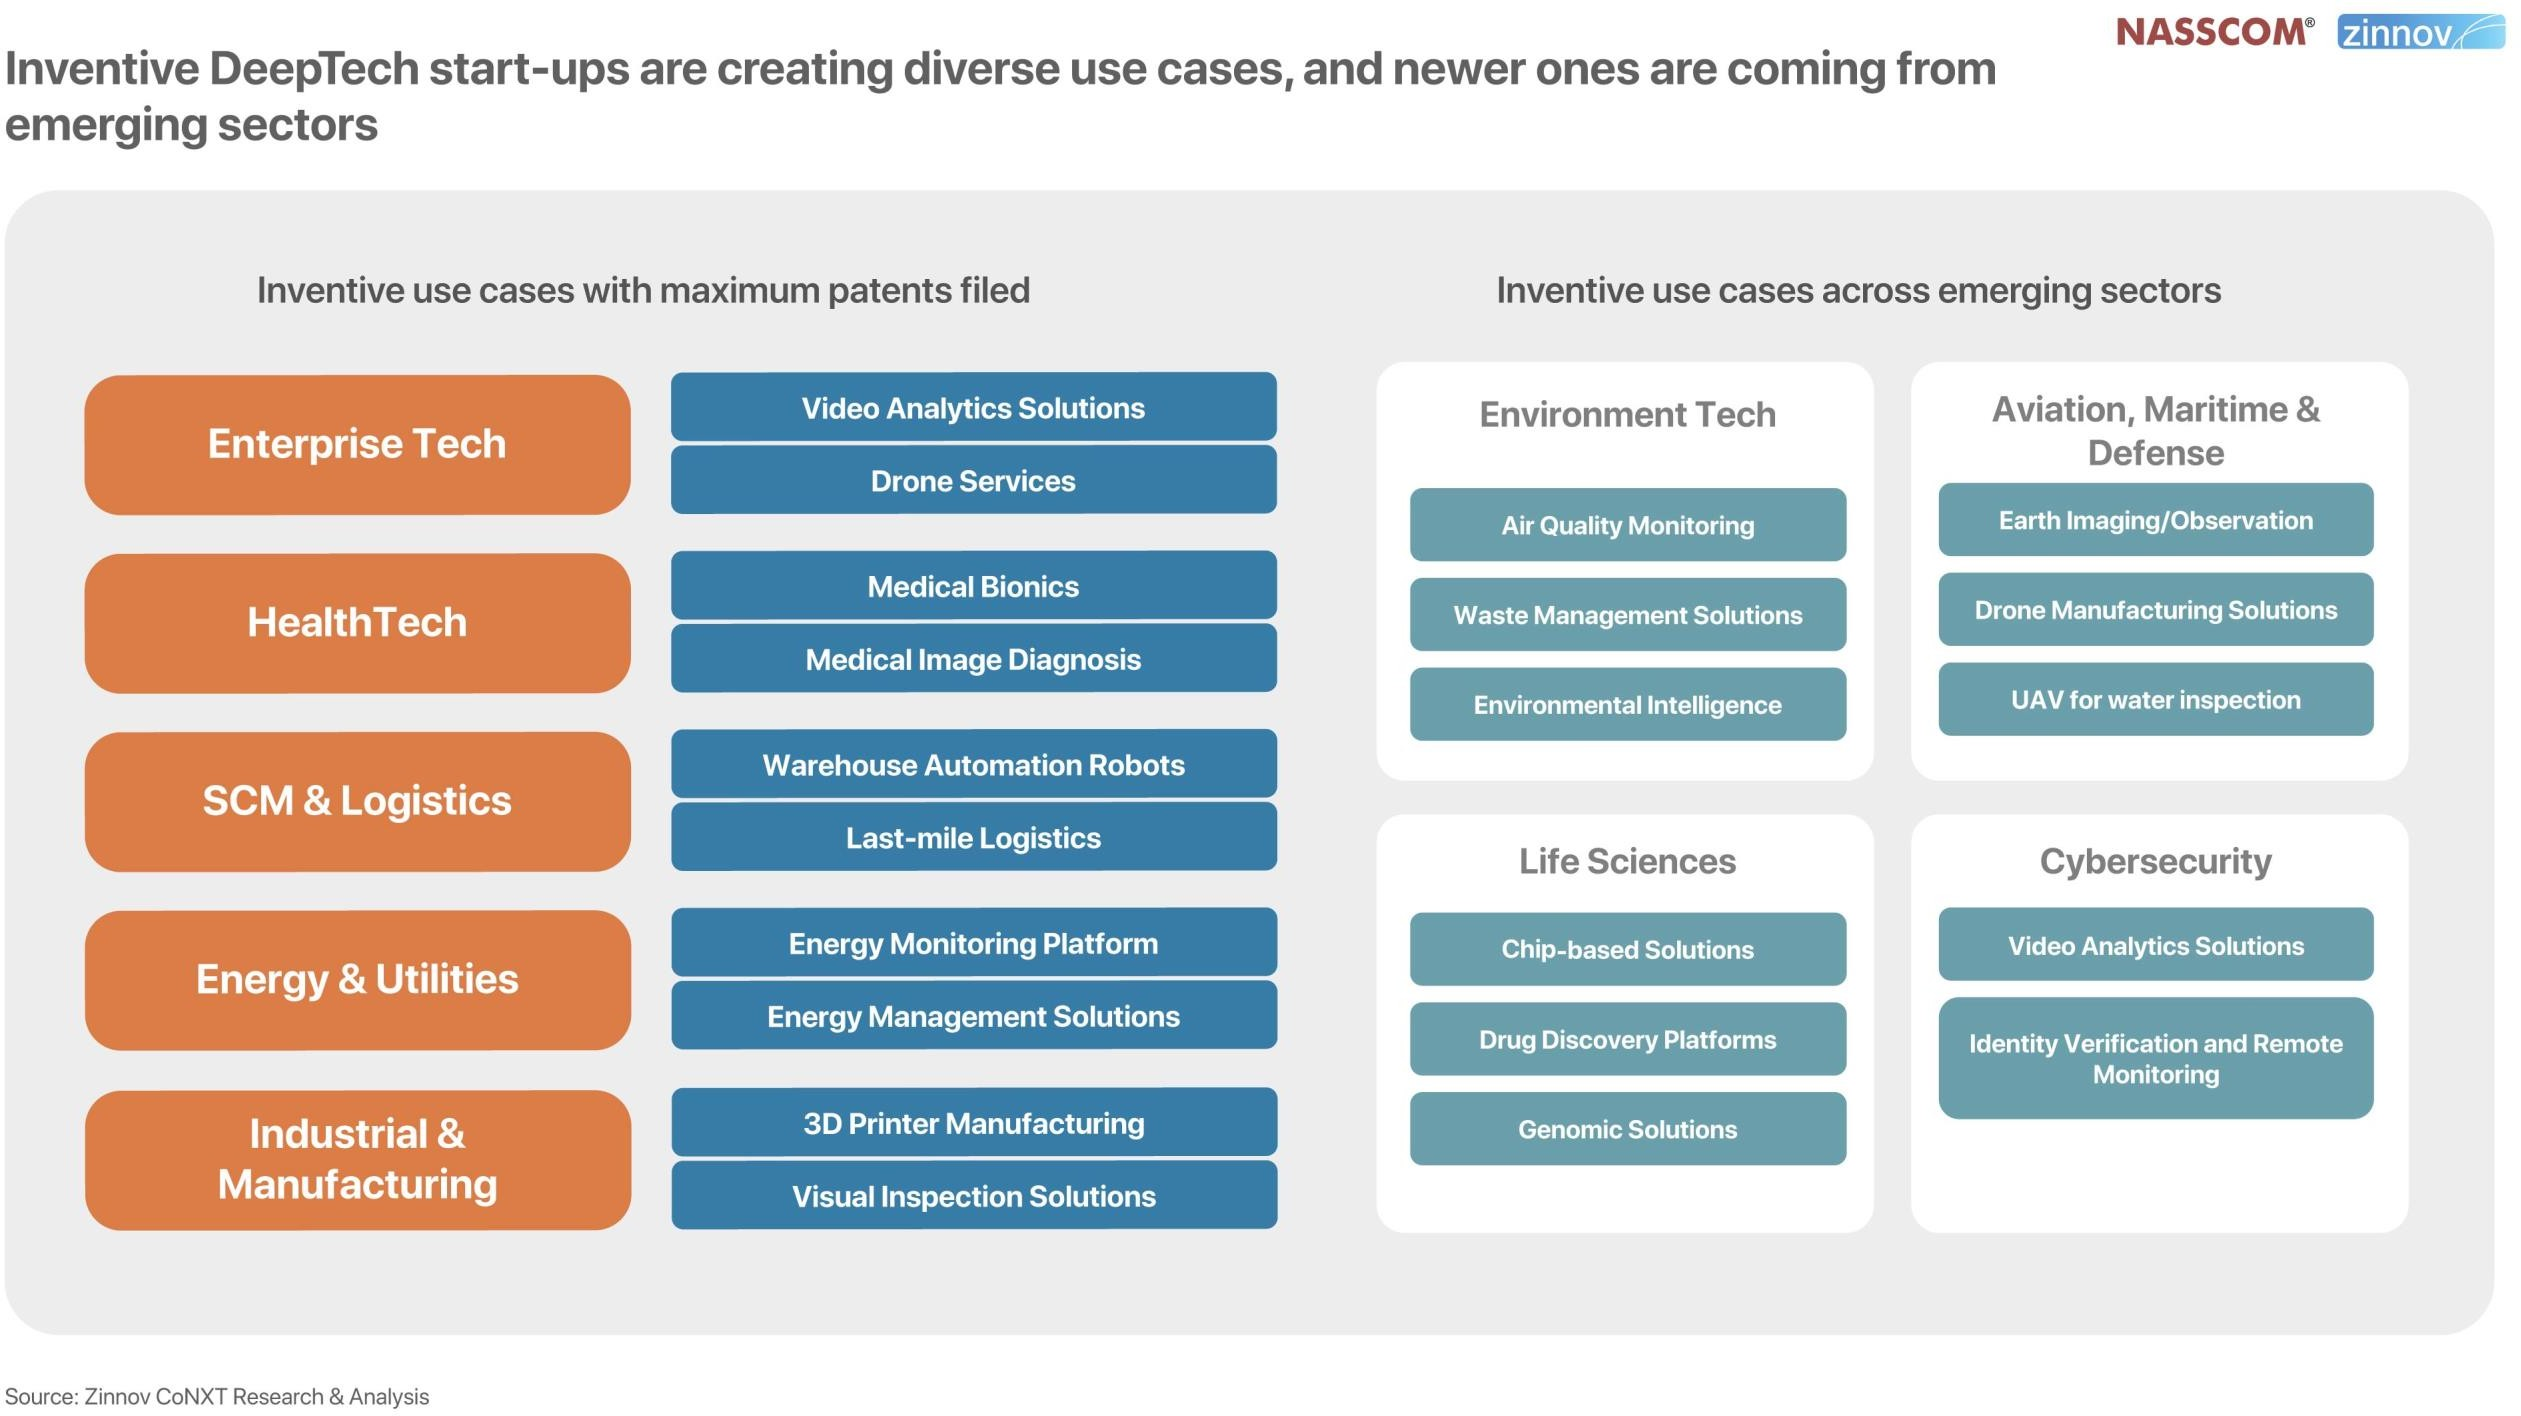 NASSCOM®
zinnov
Inventive DeepTech start-ups are creating diverse use cases, and newer ones are coming from
emerging sectors
Inventive use cases with maximum patents filed
Enterprise Tech
Video Analytics Solutions
Drone Services
HealthTech
Medical Bionics
Medical Image Diagnosis
SCM & Logistics
Warehouse Automation Robots
Last-mile Logistics
Energy & Utilities
Energy Monitoring Platform
Energy Management Solutions
Industrial &
Manufacturing
3D Printer Manufacturing
Visual Inspection Solutions
Inventive use cases across emerging sectors
Environment Tech
Air Quality Monitoring
Waste Management Solutions
Environmental Intelligence
Aviation, Maritime &
Defense
Earth Imaging/Observation
Drone Manufacturing Solutions
UAV for water inspection
Life Sciences
Chip-based Solutions
Drug Discovery Platforms
Genomic Solutions
Cybersecurity
Video Analytics Solutions
Identity Verification and Remote
Monitoring
Source: Zinnov CoNXT Research & Analysis